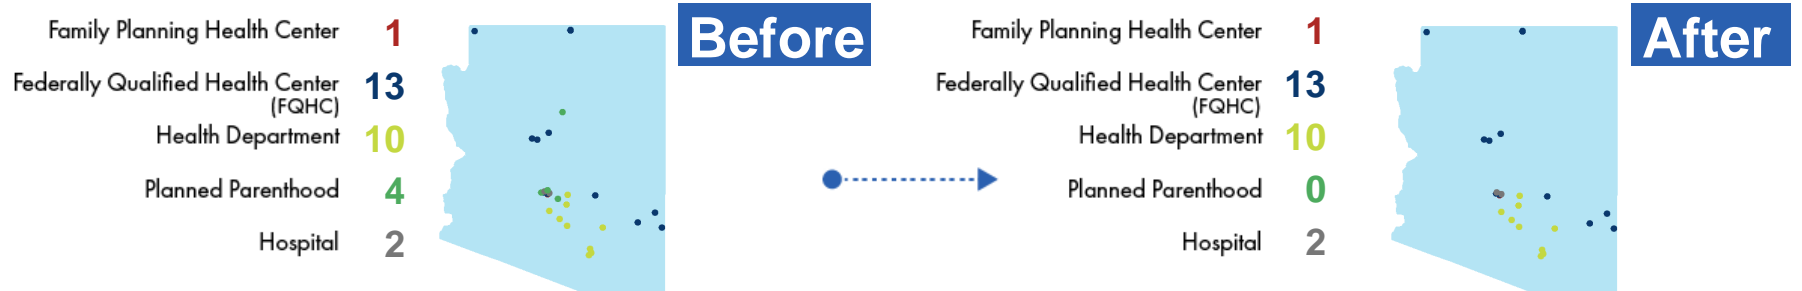 Family Planning Health Center 1
Federally Qualified Health Center 13
(FQHC)
Health Department 10
Planned Parenthood 4
Hospital 2
Before
Family Planning Health Center 1
Federally Qualified Health Center 13
(FQHC)
Health Department 10
Planned Parenthood 0
Hospital 2
After